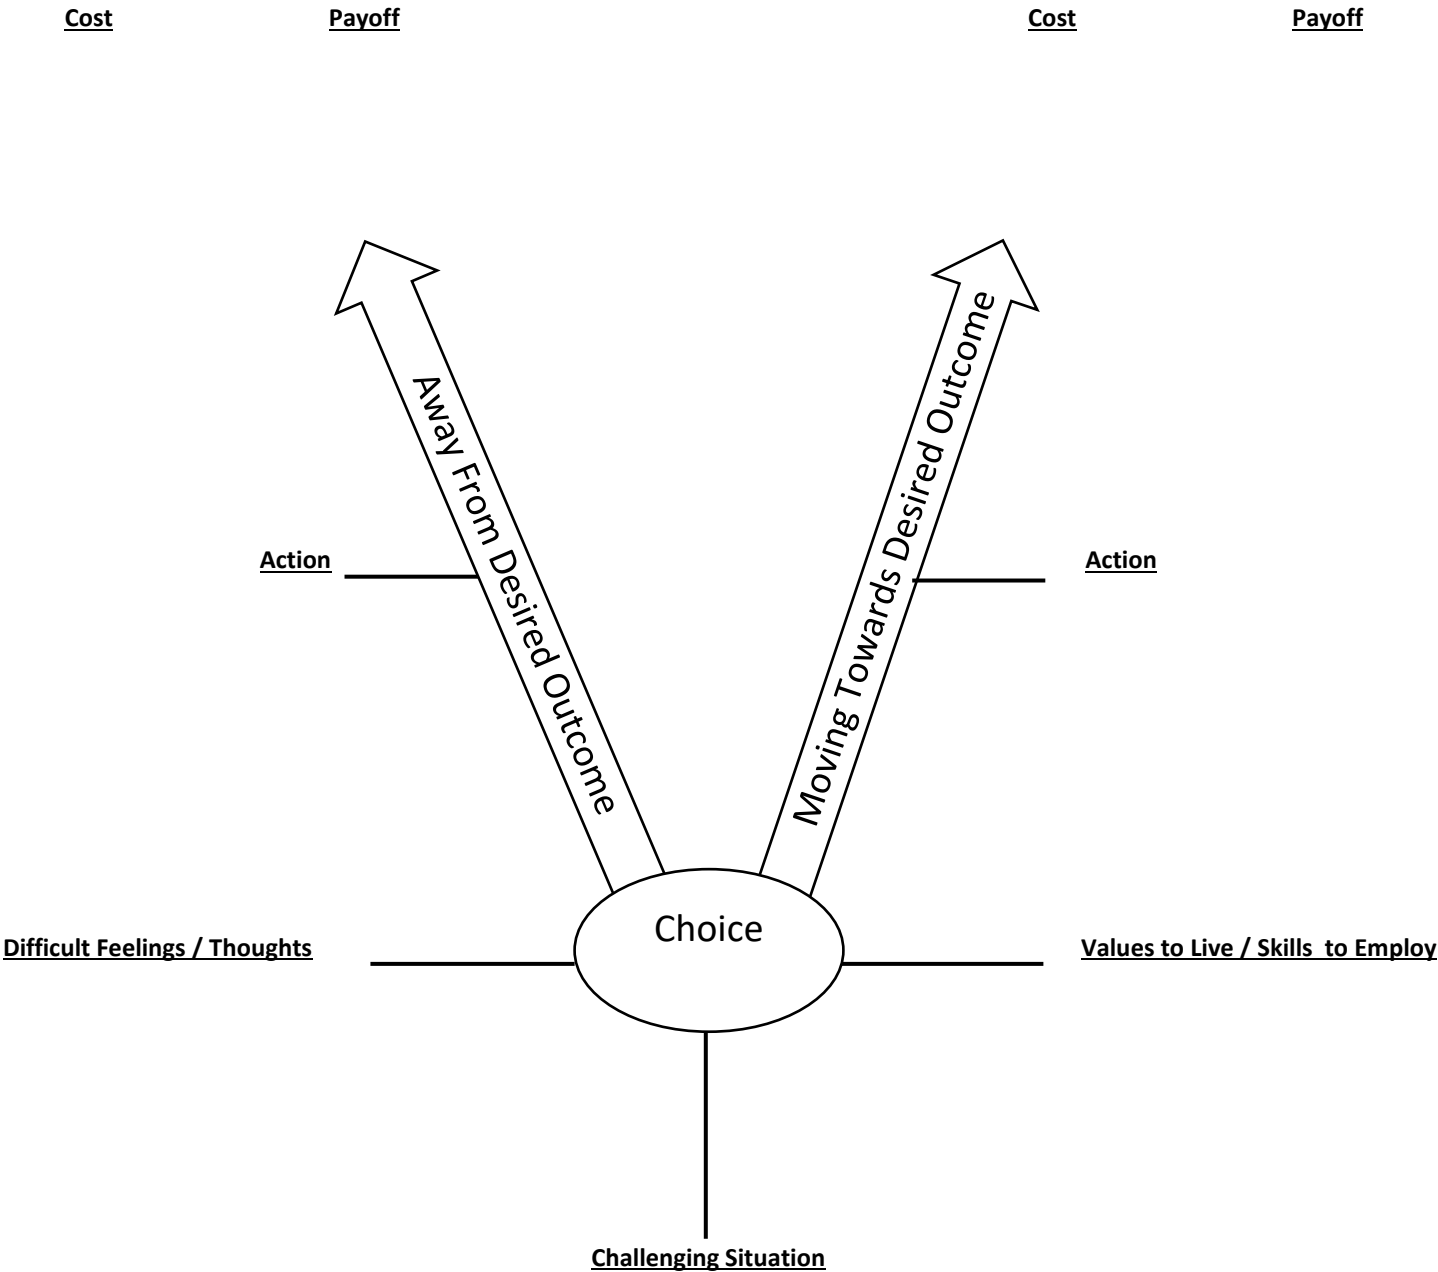 Cost Payoff Cost Payoff
Away From Desired Outcome
Moving Towards Desired Outcome
Action
Action
Choice
Difficult Feelings / Thoughts
Values to Live / Skills  to Employ
Challenging Situation